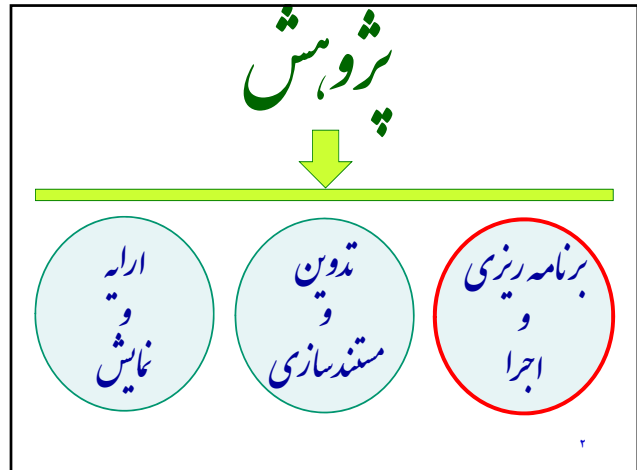 پژوهش
برنامه ریزی
و
اجرا
تدوین
و
مستندسازی
ارایه
و
نمایش
۲